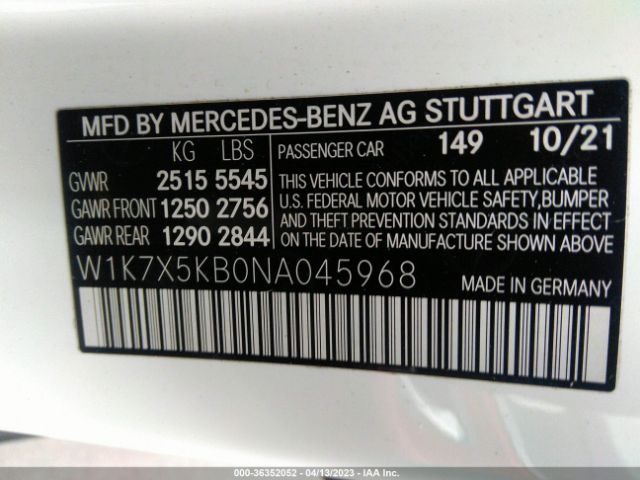 MFD BY MERCEDES-BENZ AG STUTTGART
KG LBS
GVWR 2515 5545
GAWR FRONT 1250 2756
GAWR REAR 1290 2844
PASSENGER CAR 149 10/21
THIS VEHICLE CONFORMS TO ALL APPLICABLE
U.S. FEDERAL MOTOR VEHICLE SAFETY, BUMPER
AND THEFT PREVENTION STANDARDS IN EFFECT
ON THE DATE OF MANUFACTURE SHOWN ABOVE
W1K7X5KB0NA045968
MADE IN GERMANY
000-36352052 - 04/13/2023 - IAA Inc.